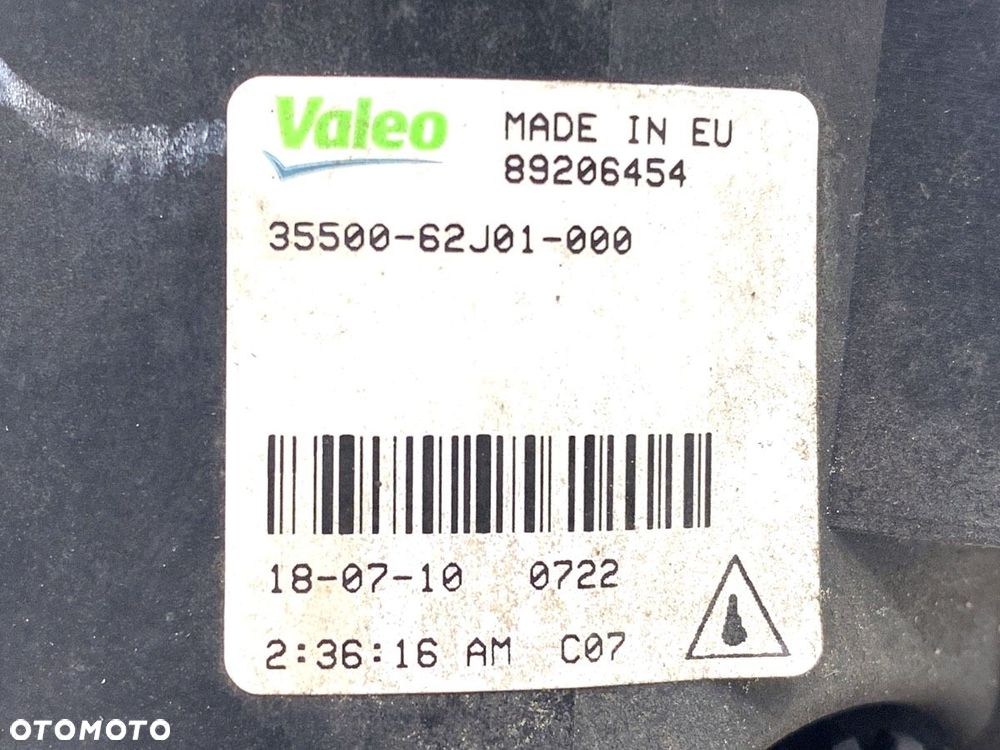 Valeo
MADE IN EU
89206454
35500-62J01-000
18-07-10 0722
2:36:16 AM C07
OTOMOTO